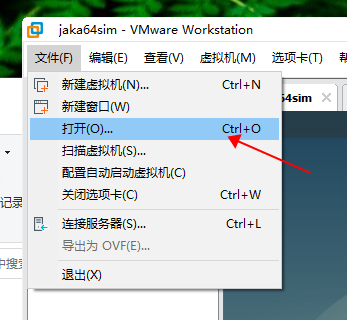 jaka64sim - VMware Workstation
文件(F) 编辑(E) 查看(V) 虚拟机(M) 选项卡(T)
新建虚拟机(N)... Ctrl+N
64sim
新建窗口(W)
打开(O)... Ctrl+O
扫描虚拟机(S)...
配置自动启动虚拟机(C)
关闭选项卡(C) Ctrl+W
记录
连接服务器(S)... Ctrl+L
导出为 OVF(E)...
中搜索
退出(X)